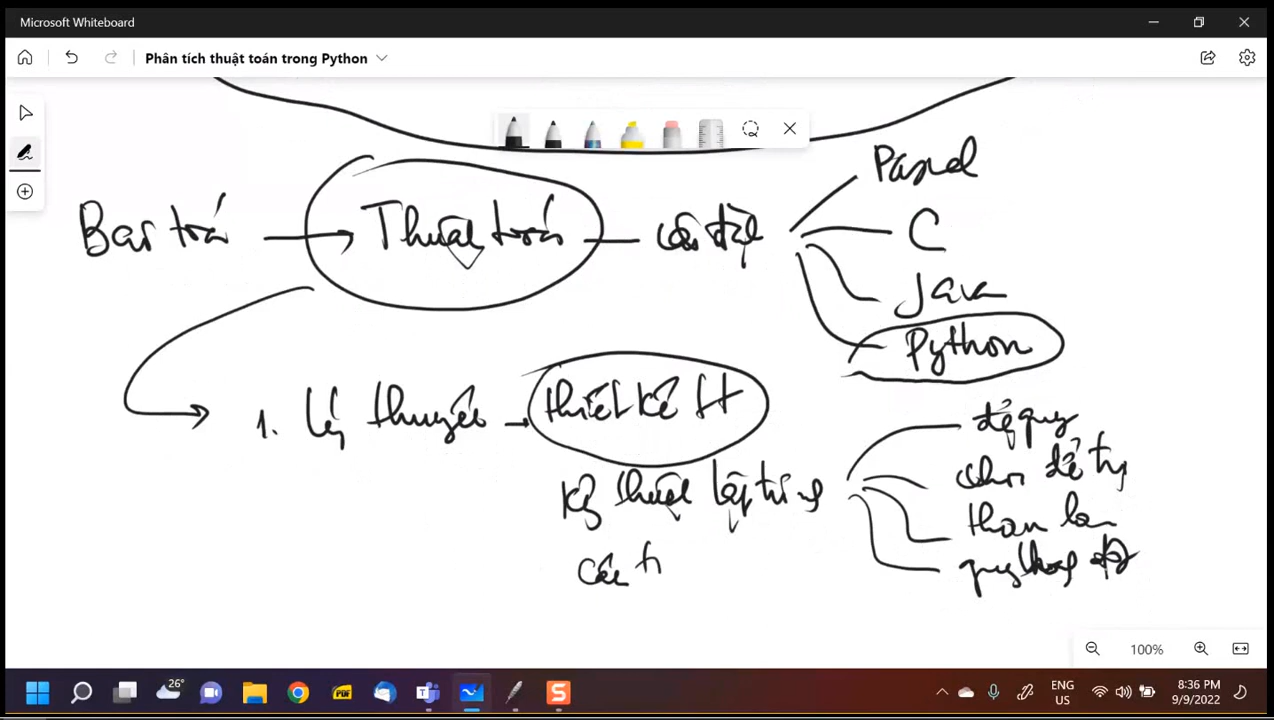 Microsoft Whiteboard
Phân tích thuật toán trong Python
Bài toán → Thuật toán — cài đặt
Pascal
C
Java
Python
1. Lý thuyết → thiết kế tt
Kỹ thuật lập trình
đệ quy
chia để trị
tham lam
quy hoạch động
cấu t
100%
26°
PDF
S
ENG
US
8:36 PM
9/9/2022